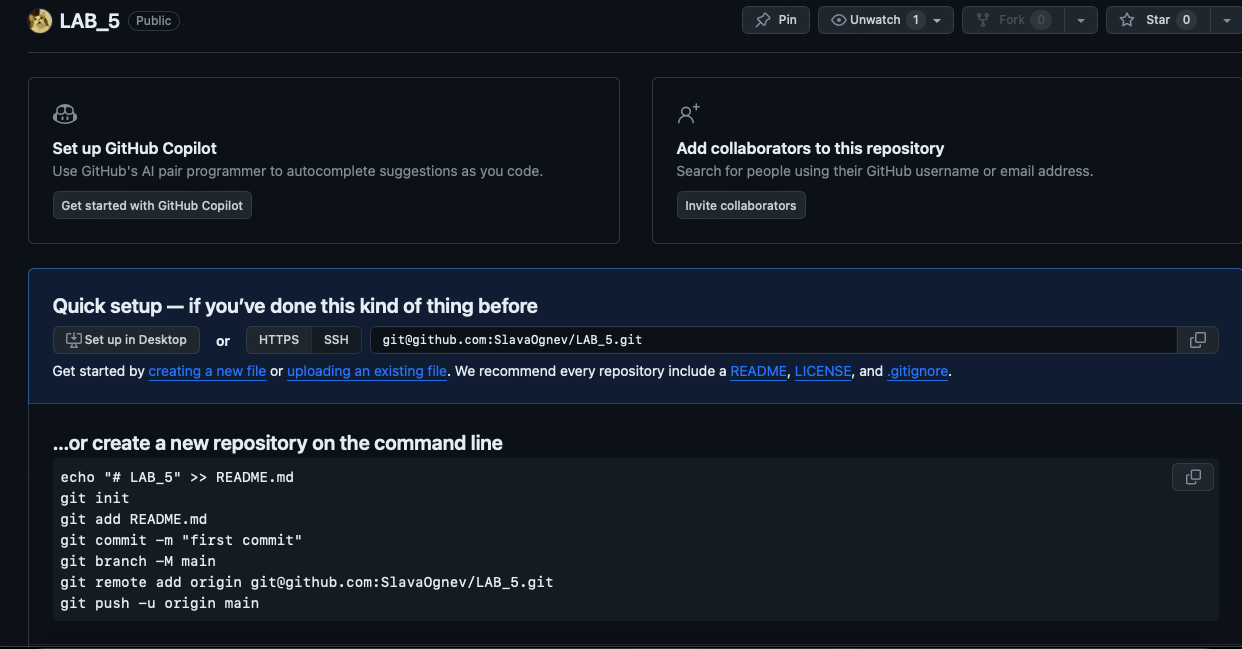 LAB_5 Public Pin Unwatch 1 Fork 0 Star 0
Set up GitHub Copilot
Use GitHub's AI pair programmer to autocomplete suggestions as you code.
Get started with GitHub Copilot
Add collaborators to this repository
Search for people using their GitHub username or email address.
Invite collaborators
Quick setup — if you've done this kind of thing before
Set up in Desktop or HTTPS SSH git@github.com:SlavaOgnev/LAB_5.git
Get started by creating a new file or uploading an existing file. We recommend every repository include a README, LICENSE, and .gitignore.
...or create a new repository on the command line
echo "# LAB_5" >> README.md
git init
git add README.md
git commit -m "first commit"
git branch -M main
git remote add origin git@github.com:SlavaOgnev/LAB_5.git
git push -u origin main